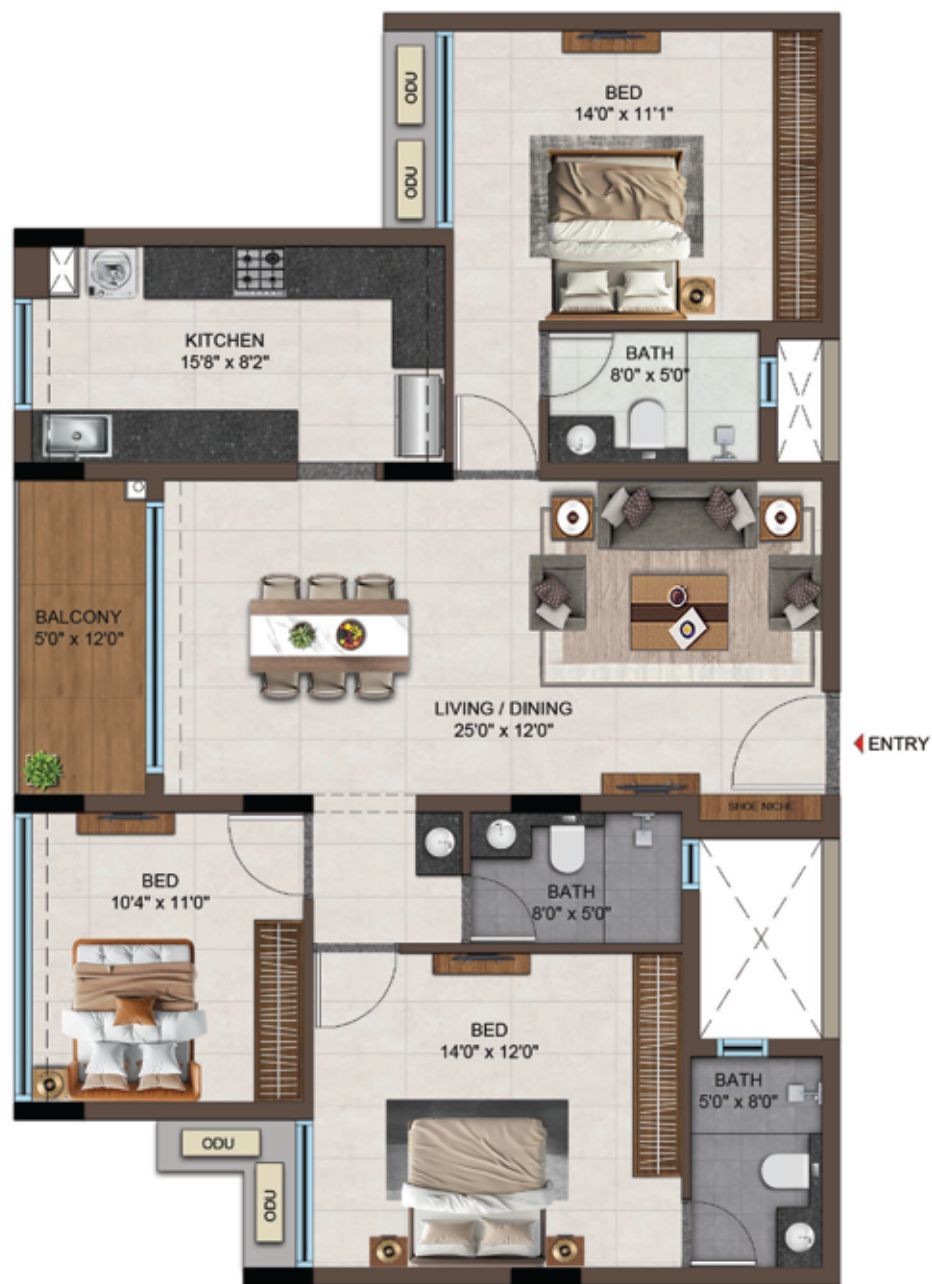 ODU
ODU
BED
14'0" x 11'1"
KITCHEN
15'8" x 8'2"
BATH
8'0" x 5'0"
BALCONY
5'0" x 12'0"
LIVING / DINING
25'0" x 12'0"
ENTRY
SHOE NICHE
BED
10'4" x 11'0"
BATH
8'0" x 5'0"
BED
14'0" x 12'0"
BATH
5'0" x 8'0"
ODU
ODU